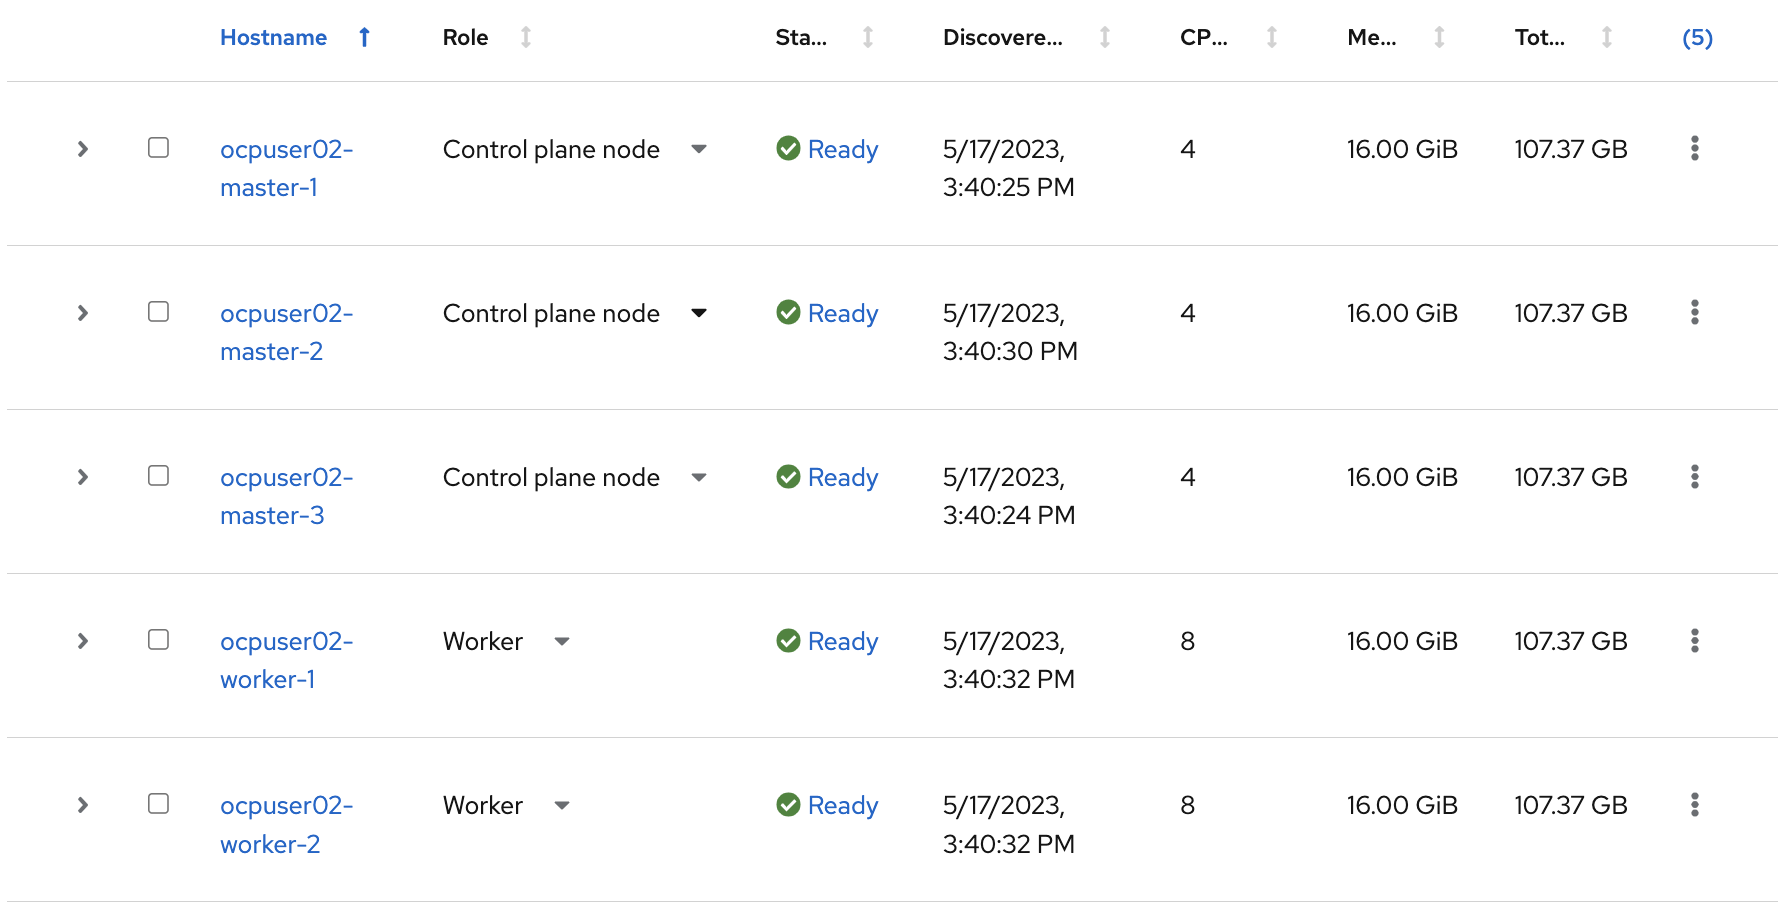 Hostname Role Sta... Discovere... CP... Me... Tot... (5)
ocpuser02- Control plane node Ready 5/17/2023, 4 16.00 GiB 107.37 GB
master-1 3:40:25 PM
ocpuser02- Control plane node Ready 5/17/2023, 4 16.00 GiB 107.37 GB
master-2 3:40:30 PM
ocpuser02- Control plane node Ready 5/17/2023, 4 16.00 GiB 107.37 GB
master-3 3:40:24 PM
ocpuser02- Worker Ready 5/17/2023, 8 16.00 GiB 107.37 GB
worker-1 3:40:32 PM
ocpuser02- Worker Ready 5/17/2023, 8 16.00 GiB 107.37 GB
worker-2 3:40:32 PM